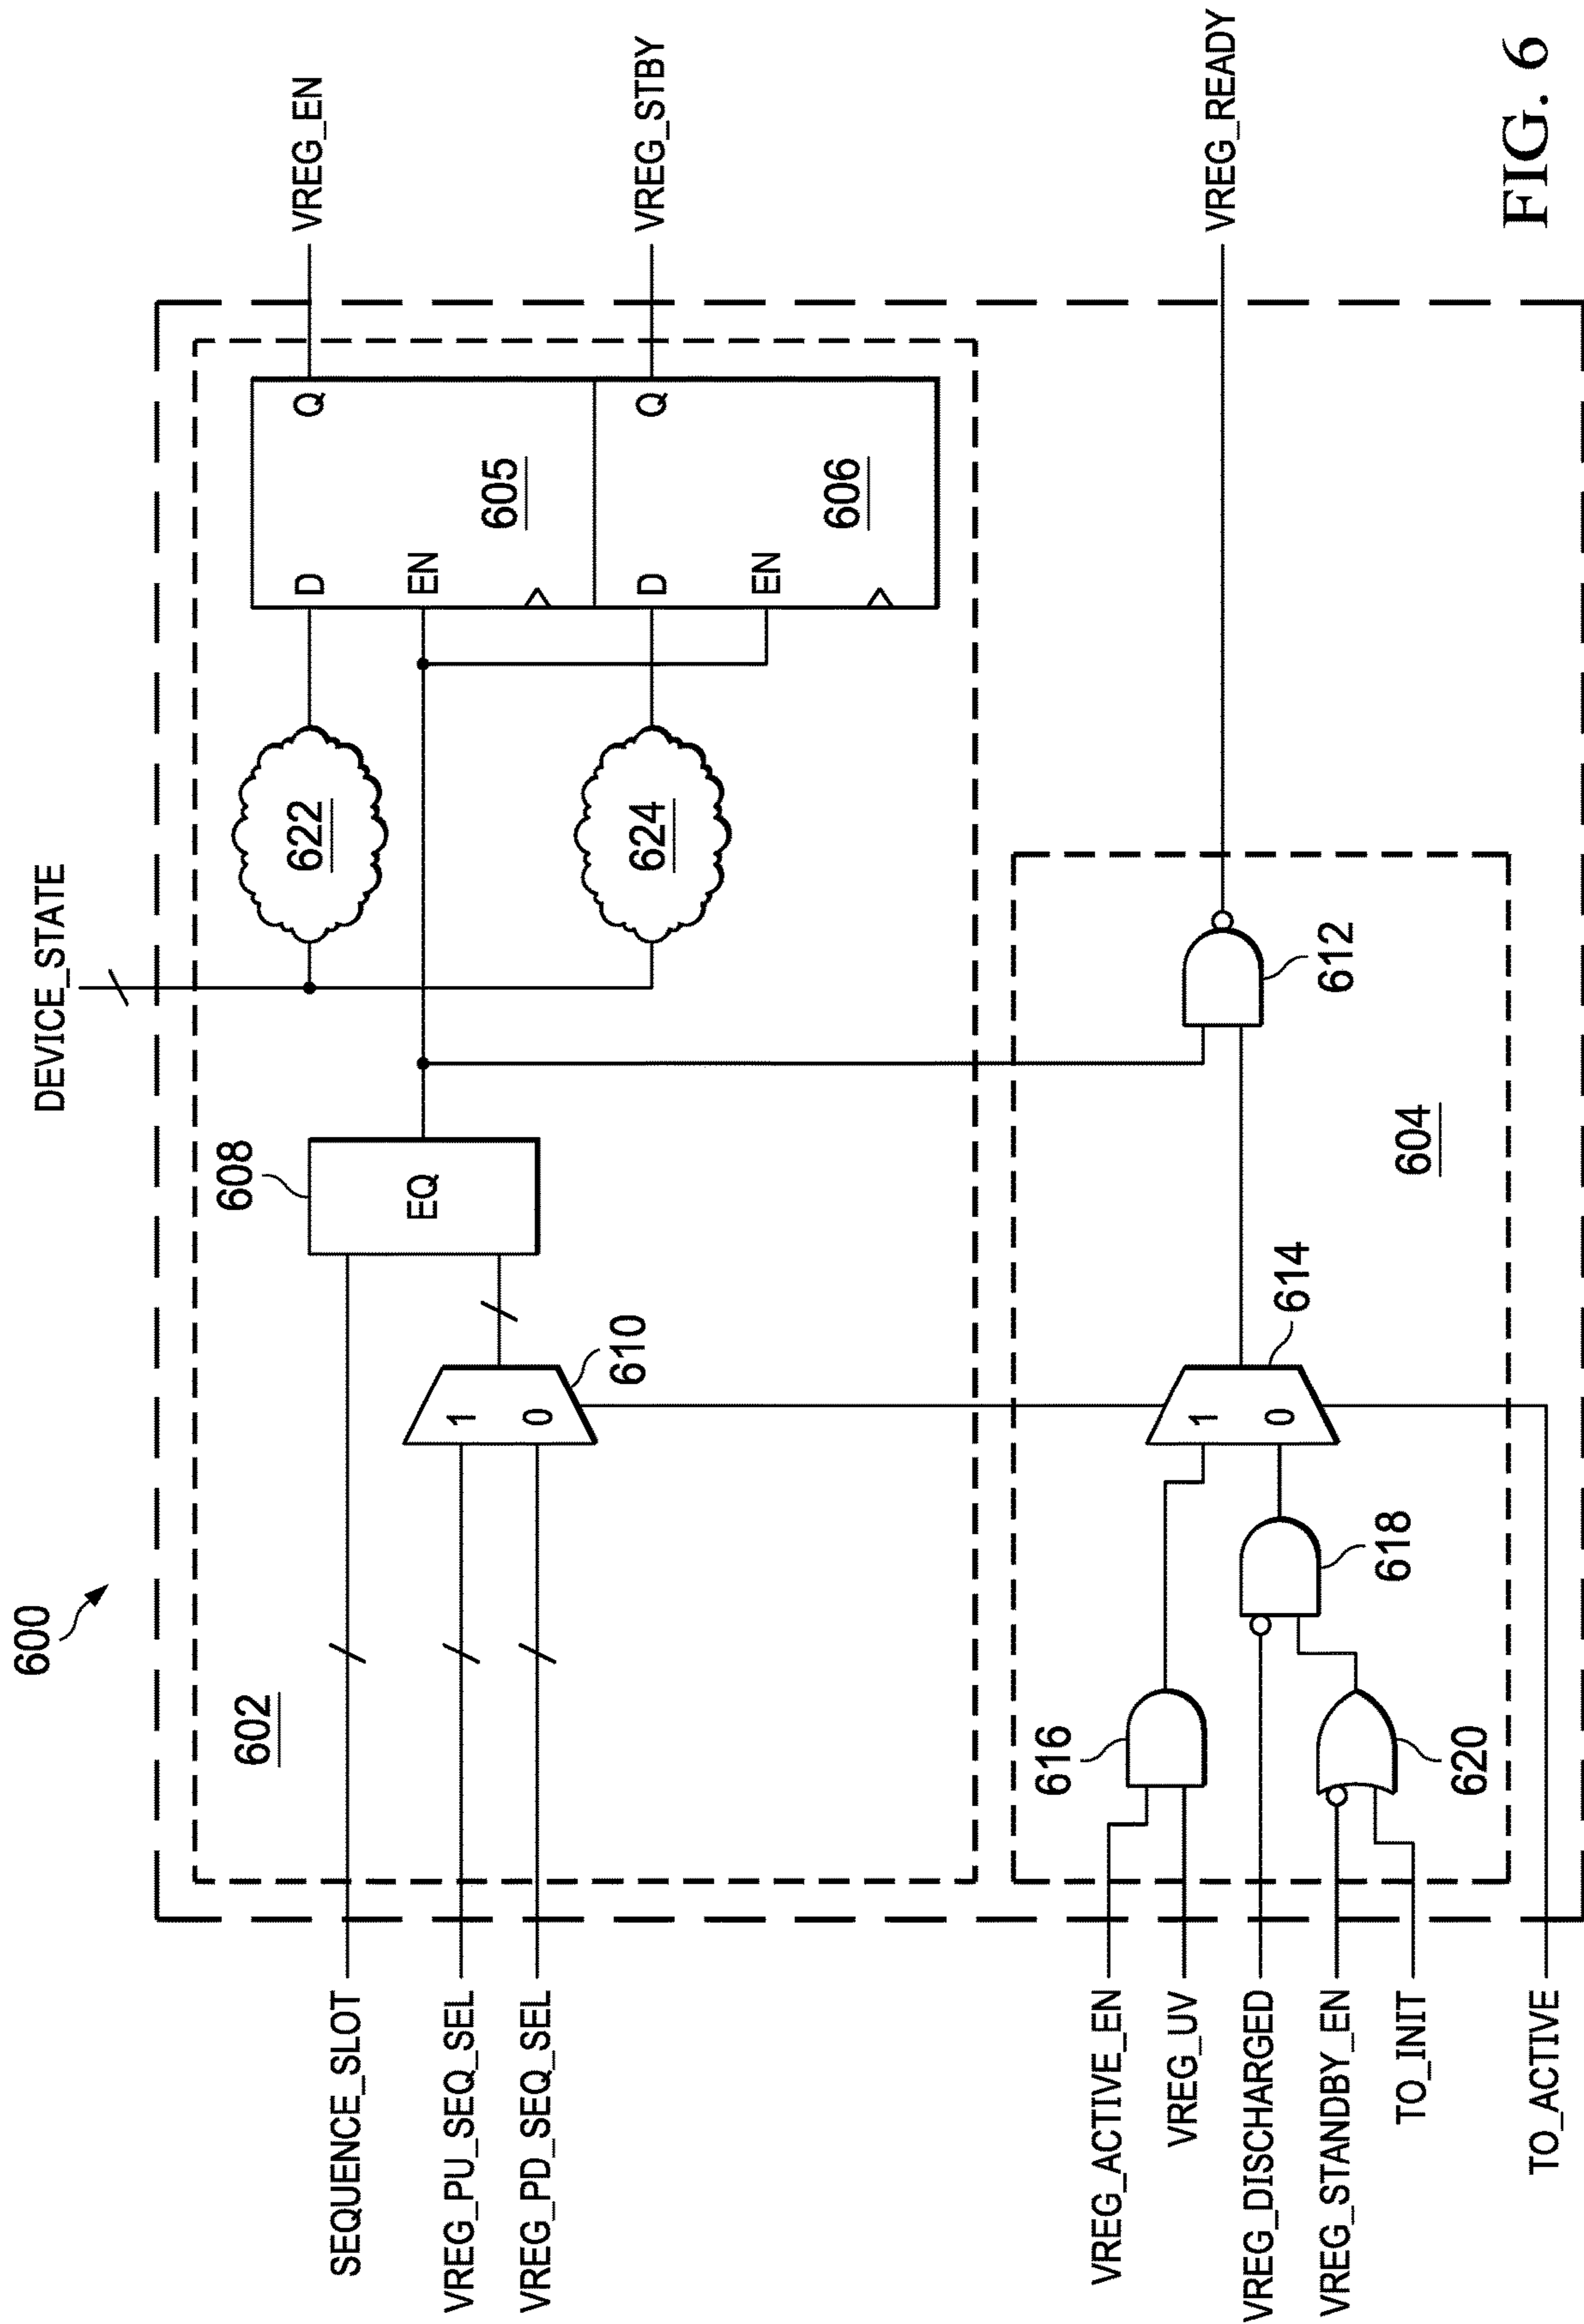 600
DEVICE_STATE
602
SEQUENCE_SLOT
VREG_PU_SEQ_SEL
VREG_PD_SEQ_SEL
1
0
610
608
EQ
622
624
D
Q
EN
605
D
Q
EN
606
VREG_EN
VREG_STBY
VREG_ACTIVE_EN
VREG_UV
VREG_DISCHARGED
VREG_STANDBY_EN
TO_INIT
TO_ACTIVE
616
618
620
1
0
614
604
612
VREG_READY
FIG. 6